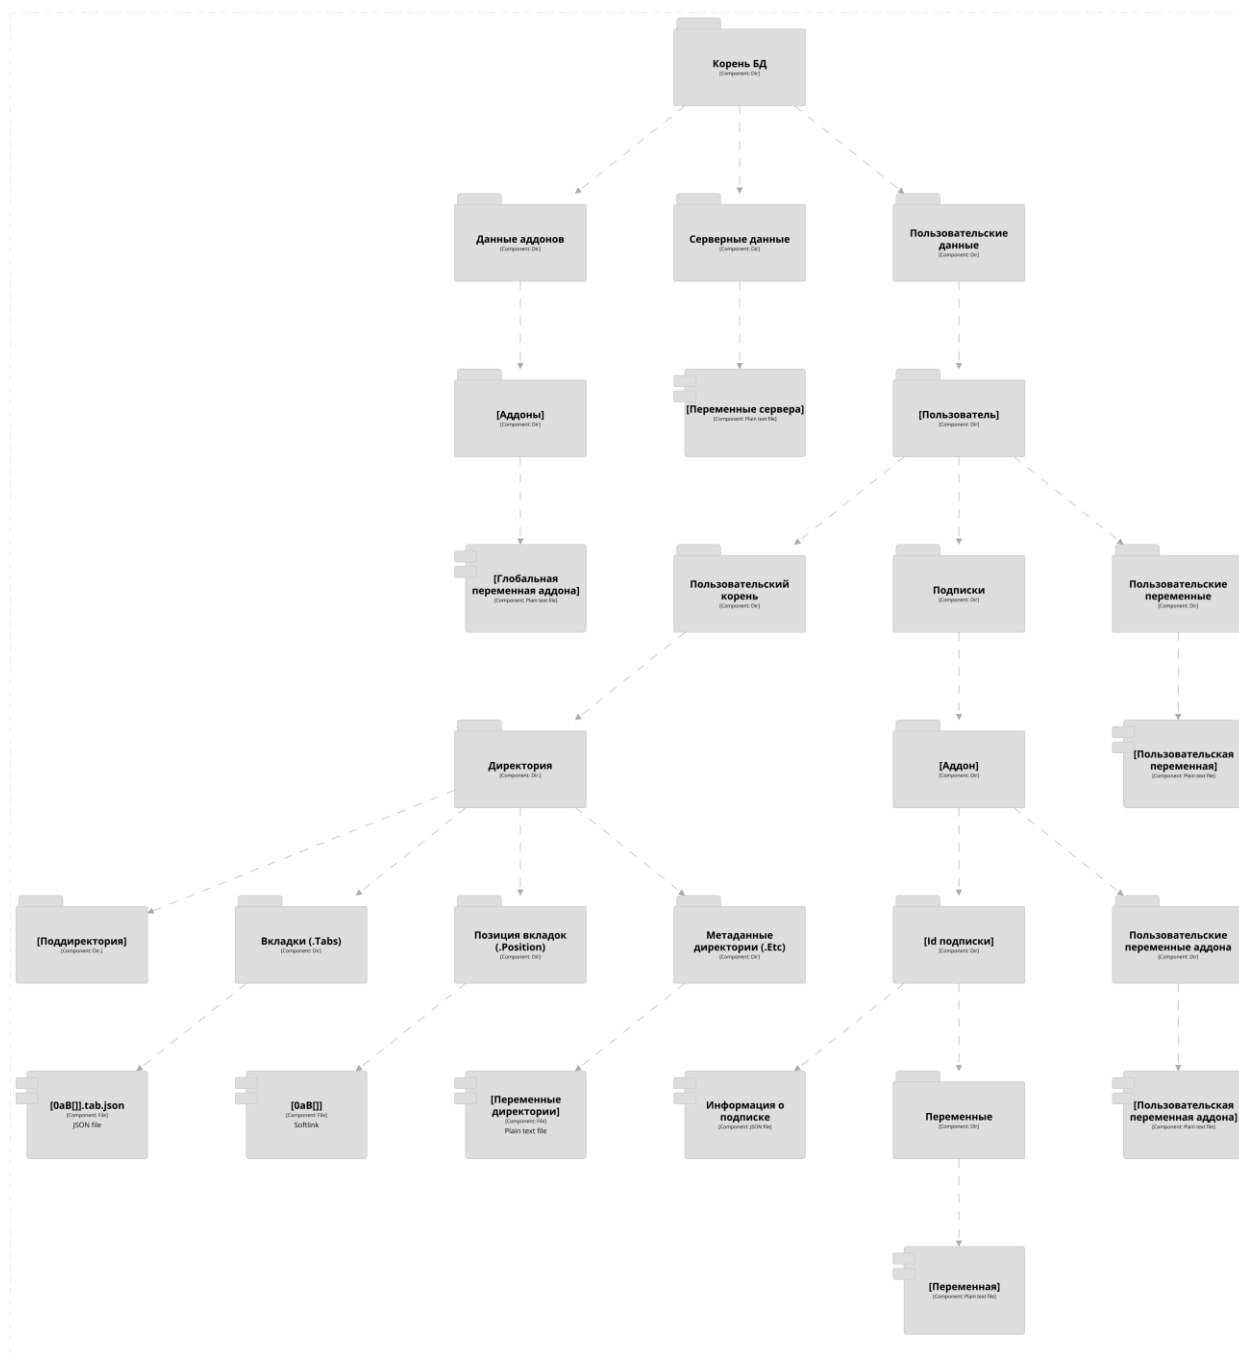 Корень БД
[Component: Dir]
Данные аддонов
[Component: Dir]
Серверные данные
[Component: Dir]
Пользовательские
данные
[Component: Dir]
[Аддоны]
[Component: Dir]
[Переменные сервера]
[Component: Plain text file]
[Пользователь]
[Component: Dir]
[Глобальная
переменная аддона]
[Component: Plain text file]
Пользовательский
корень
[Component: Dir]
Подписки
[Component: Dir]
Пользовательские
переменные
[Component: Dir]
Директория
[Component: Dir.]
[Аддон]
[Component: Dir]
[Пользовательская
переменная]
[Component: Plain text file]
[Поддиректория]
[Component: Dir.]
Вкладки (.Tabs)
[Component: Dir]
Позиция вкладок
(.Position)
[Component: Dir]
Метаданные
директории (.Etc)
[Component: Dir]
[Id подписки]
[Component: Dir]
Пользовательские
переменные аддона
[Component: Dir]
[0aB[]].tab.json
[Component: File]
JSON file
[0aB[]]
[Component: File]
Softlink
[Переменные
директории]
[Component: File]
Plain text file
Информация о
подписке
[Component: JSON file]
Переменные
[Component: Dir]
[Пользовательская
переменная аддона]
[Component: Plain text file]
[Переменная]
[Component: Plain text file]